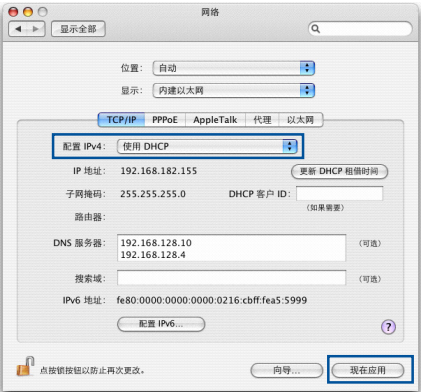 网络
显示全部
位置: 自动
显示: 内建以太网
TCP/IP PPPoE AppleTalk 代理 以太网
配置 IPv4: 使用 DHCP
IP 地址: 192.168.182.155 更新 DHCP 租借时间
子网掩码: 255.255.255.0 DHCP 客户 ID:
(如果需要)
路由器:
DNS 服务器: 192.168.128.10 (可选)
192.168.128.4
搜索域: (可选)
IPv6 地址: fe80:0000:0000:0000:0216:cbff:fea5:5999
配置 IPv6... ?
点按锁按钮以防止再次更改。 向导... 现在应用